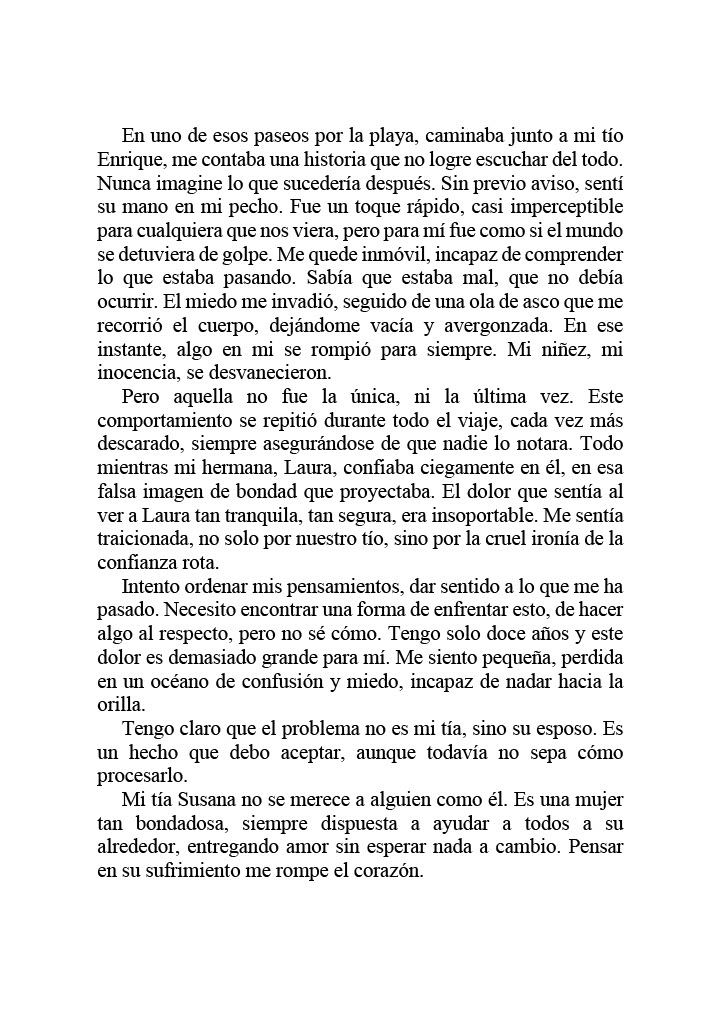 En uno de esos paseos por la playa, caminaba junto a mi tío
Enrique, me contaba una historia que no logre escuchar del todo.
Nunca imagine lo que sucedería después. Sin previo aviso, sentí
su mano en mi pecho. Fue un toque rápido, casi imperceptible
para cualquiera que nos viera, pero para mí fue como si el mundo
se detuviera de golpe. Me quede inmóvil, incapaz de comprender
lo que estaba pasando. Sabía que estaba mal, que no debía
ocurrir. El miedo me invadió, seguido de una ola de asco que me
recorrió el cuerpo, dejándome vacía y avergonzada. En ese
instante, algo en mi se rompió para siempre. Mi niñez, mi
inocencia, se desvanecieron.
Pero aquella no fue la única, ni la última vez. Este
comportamiento se repitió durante todo el viaje, cada vez más
descarado, siempre asegurándose de que nadie lo notara. Todo
mientras mi hermana, Laura, confiaba ciegamente en él, en esa
falsa imagen de bondad que proyectaba. El dolor que sentía al
ver a Laura tan tranquila, tan segura, era insoportable. Me sentía
traicionada, no solo por nuestro tío, sino por la cruel ironía de la
confianza rota.
Intento ordenar mis pensamientos, dar sentido a lo que me ha
pasado. Necesito encontrar una forma de enfrentar esto, de hacer
algo al respecto, pero no sé cómo. Tengo solo doce años y este
dolor es demasiado grande para mí. Me siento pequeña, perdida
en un océano de confusión y miedo, incapaz de nadar hacia la
orilla.
Tengo claro que el problema no es mi tía, sino su esposo. Es
un hecho que debo aceptar, aunque todavía no sepa cómo
procesarlo.
Mi tía Susana no se merece a alguien como él. Es una mujer
tan bondadosa, siempre dispuesta a ayudar a todos a su
alrededor, entregando amor sin esperar nada a cambio. Pensar
en su sufrimiento me rompe el corazón.